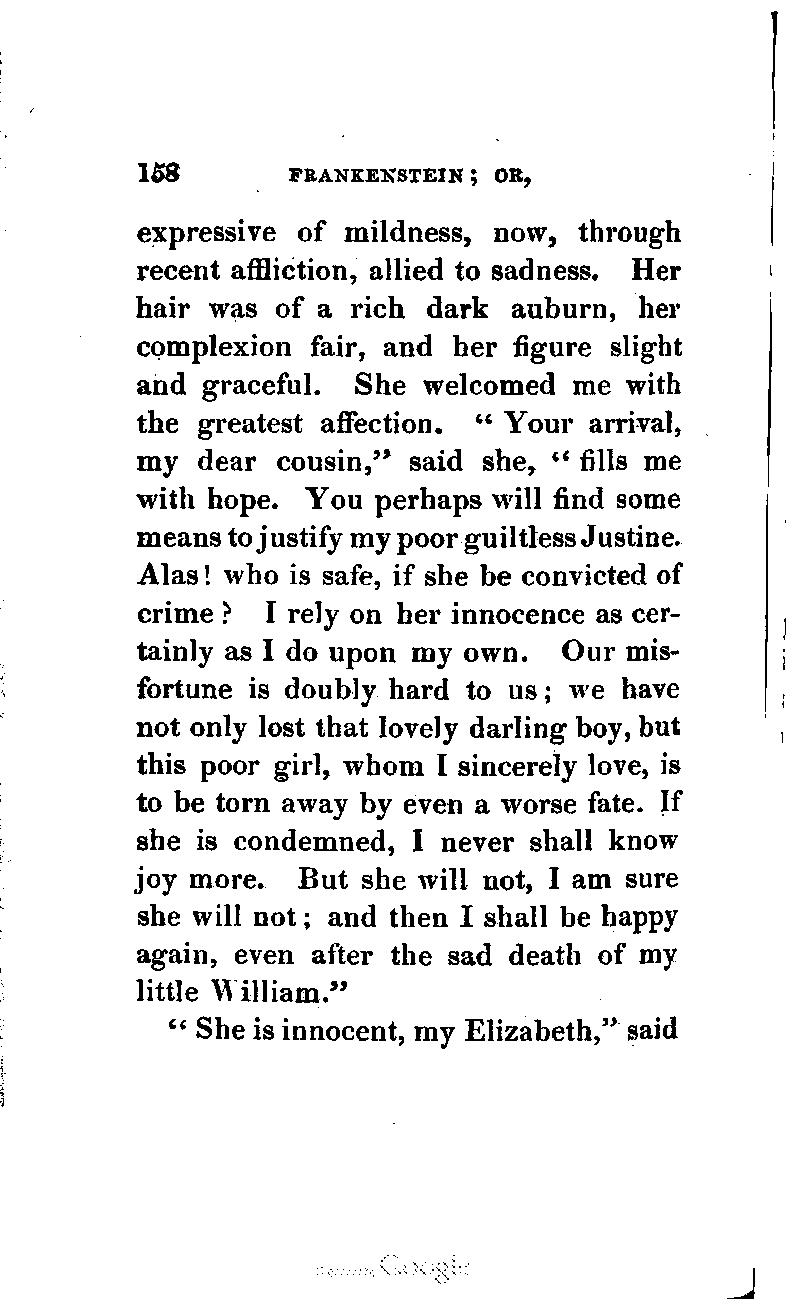 158 FRANKENSTEIN; OR,
expressive of mildness, now, through
recent affliction, allied to sadness. Her
hair was of a rich dark auburn, her
complexion fair, and her figure slight
and graceful. She welcomed me with
the greatest affection. “ Your arrival,
my dear cousin,” said she, “ fills me
with hope. You perhaps will find some
means to justify my poor guiltless Justine.
Alas! who is safe, if she be convicted of
crime? I rely on her innocence as cer-
tainly as I do upon my own. Our mis-
fortune is doubly hard to us; we have
not only lost that lovely darling boy, but
this poor girl, whom I sincerely love, is
to be torn away by even a worse fate. If
she is condemned, I never shall know
joy more. But she will not, I am sure
she will not; and then I shall be happy
again, even after the sad death of my
little William.”
“ She is innocent, my Elizabeth,” said
Google